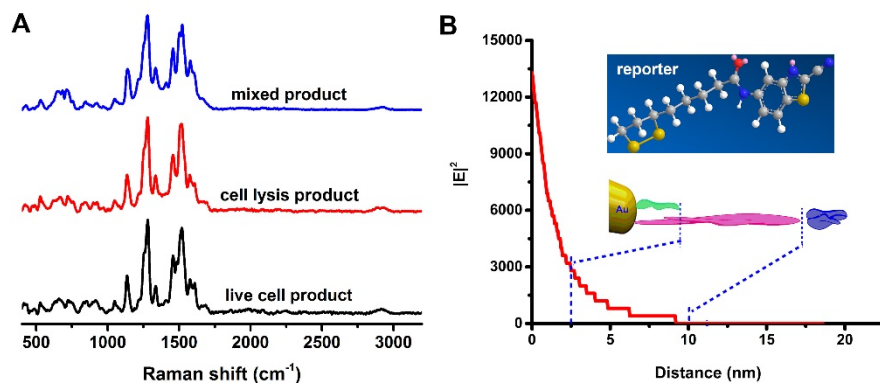 A
mixed product
cell lysis product
live cell product
500 1000 1500 2000 2500 3000
Raman shift (cm-1)
B
15000
12000
9000
6000
3000
0
|E|²
reporter
Au
0 5 10 15 20
Distance (nm)